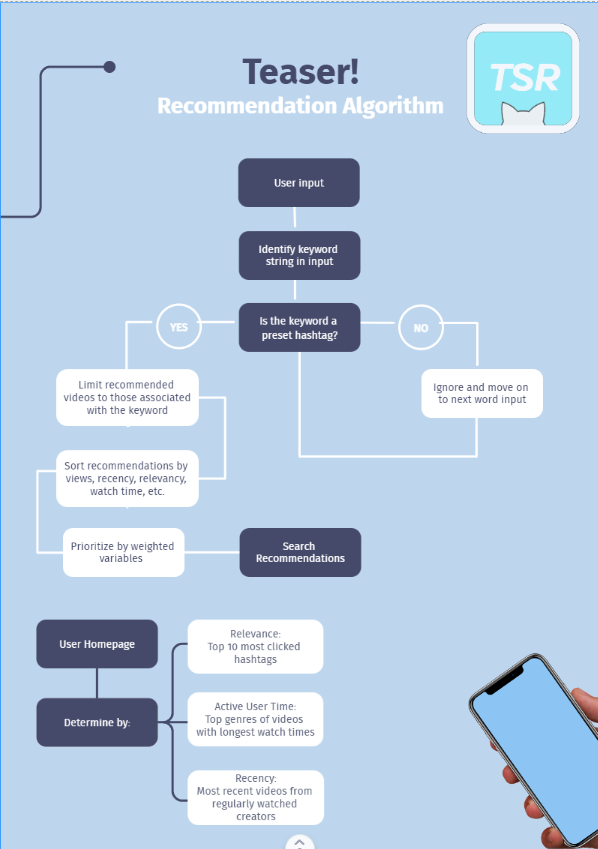 Teaser!
Recommendation Algorithm
TSR
User input
Identify keyword
string in input
Is the keyword a
preset hashtag?
YES
NO
Limit recommended
videos to those associated
with the keyword
Ignore and move on
to next word input
Sort recommendations by
views, recency, relevancy,
watch time, etc.
Prioritize by weighted
variables
Search
Recommendations
User Homepage
Relevance:
Top 10 most clicked
hashtags
Determine by:
Active User Time:
Top genres of videos
with longest watch times
Recency:
Most recent videos from
regularly watched
creators